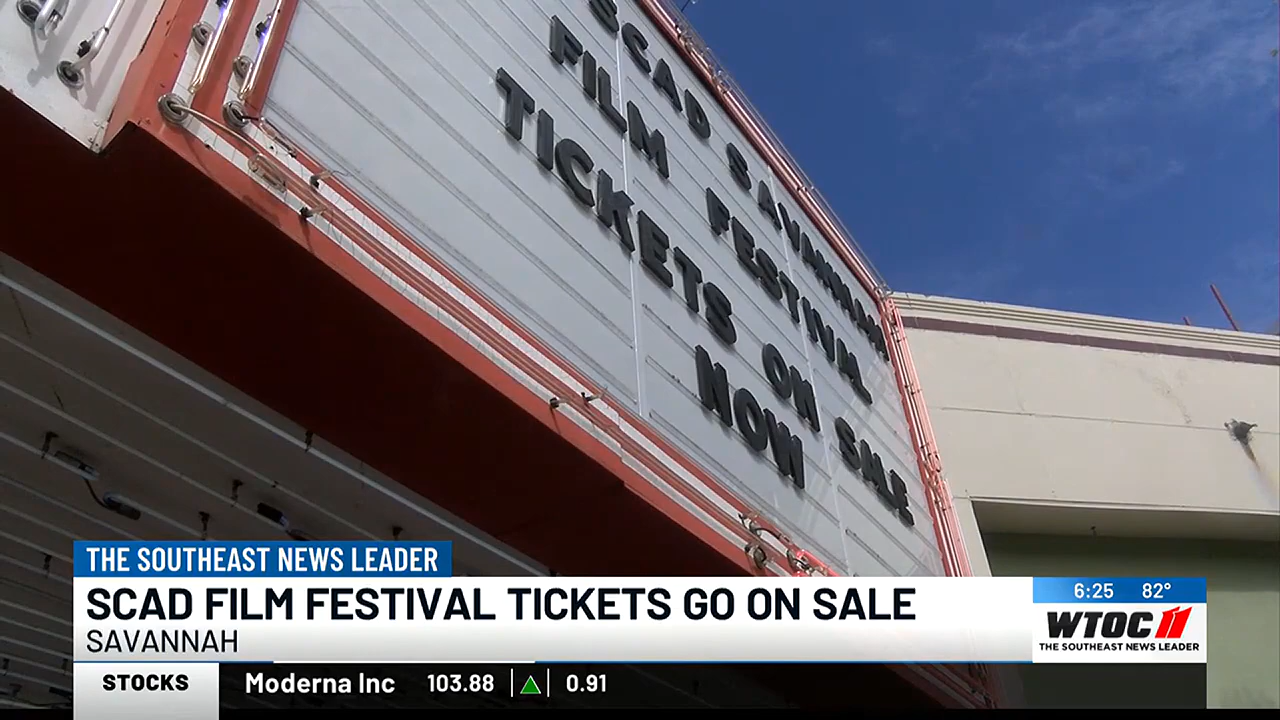 SCAD SAVANNAH
FILM FESTIVAL
TICKETS ON SALE
NOW
THE SOUTHEAST NEWS LEADER
SCAD FILM FESTIVAL TICKETS GO ON SALE
SAVANNAH
6:25 82°
WTOC 11
THE SOUTHEAST NEWS LEADER
STOCKS Moderna Inc 103.88 ▲ 0.91